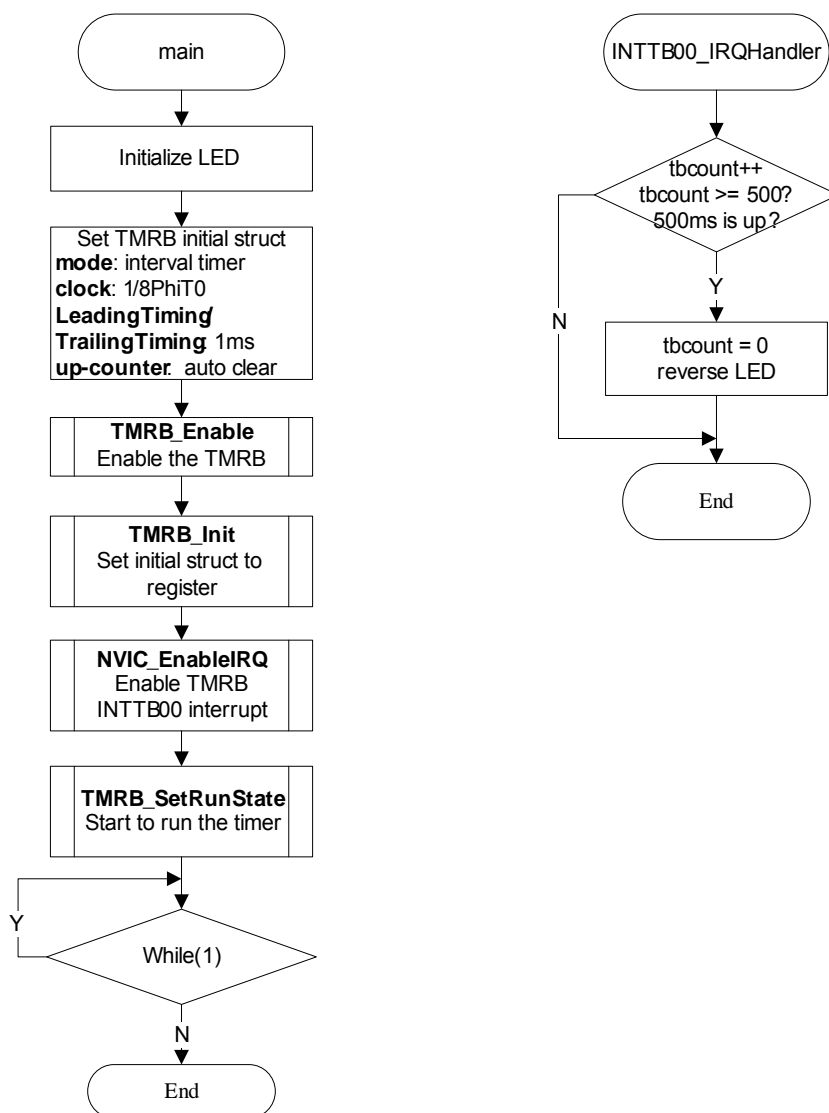 main
Initialize LED
Set TMRB initial struct
mode: interval timer
clock: 1/8PhiT0
LeadingTiming/
TrailingTiming: 1ms
up-counter: auto clear
TMRB_Enable
Enable the TMRB
TMRB_Init
Set initial struct to
register
NVIC_EnableIRQ
Enable TMRB
INTTB00 interrupt
TMRB_SetRunState
Start to run the timer
Y
While(1)
N
End
INTTB00_IRQHandler
tbcount++
tbcount >= 500?
500ms is up?
Y
N
tbcount = 0
reverse LED
End